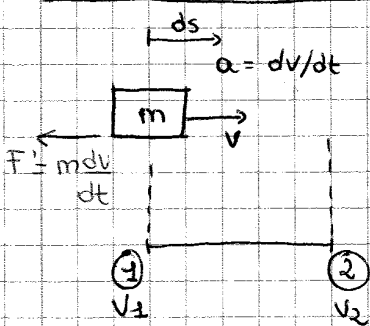 ds
a = dv/dt
m
v
F' = m dv/dt
1 2
V1 V2